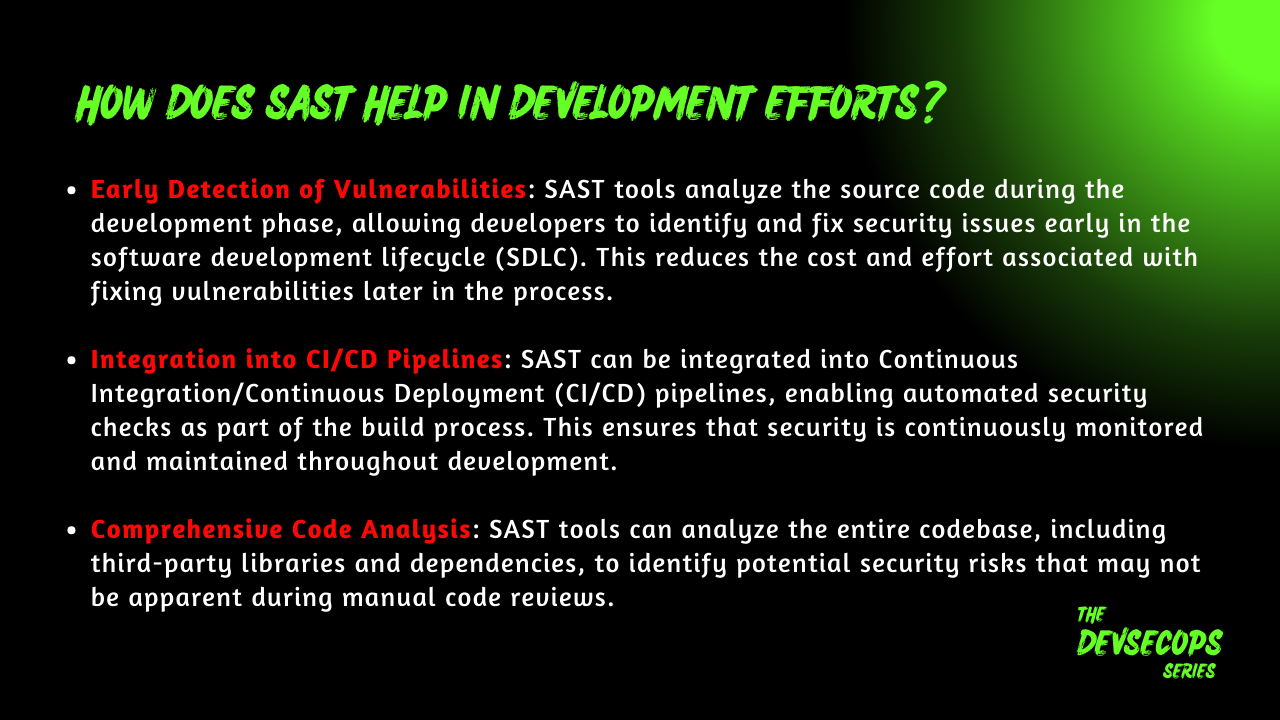 HOW DOES SAST HELP IN DEVELOPMENT EFFORTS?
• Early Detection of Vulnerabilities: SAST tools analyze the source code during the
development phase, allowing developers to identify and fix security issues early in the
software development lifecycle (SDLC). This reduces the cost and effort associated with
fixing vulnerabilities later in the process.
• Integration into CI/CD Pipelines: SAST can be integrated into Continuous
Integration/Continuous Deployment (CI/CD) pipelines, enabling automated security
checks as part of the build process. This ensures that security is continuously monitored
and maintained throughout development.
• Comprehensive Code Analysis: SAST tools can analyze the entire codebase, including
third-party libraries and dependencies, to identify potential security risks that may not
be apparent during manual code reviews.
THE
DEVSECOPS
SERIES